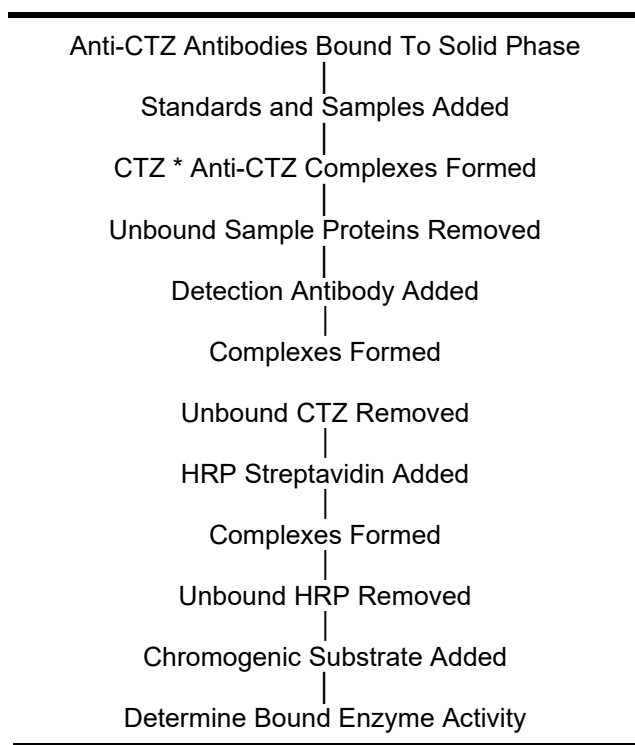 Anti-CTZ Antibodies Bound To Solid Phase
Standards and Samples Added
CTZ * Anti-CTZ Complexes Formed
Unbound Sample Proteins Removed
Detection Antibody Added
Complexes Formed
Unbound CTZ Removed
HRP Streptavidin Added
Complexes Formed
Unbound HRP Removed
Chromogenic Substrate Added
Determine Bound Enzyme Activity